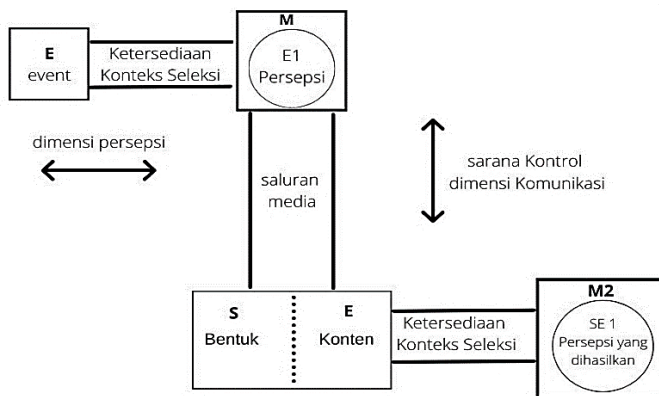 E
event
Ketersediaan
Konteks Seleksi
M
E1
Persepsi
dimensi persepsi
saluran
media
sarana Kontrol
dimensi Komunikasi
S
Bentuk
E
Konten
Ketersediaan
Konteks Seleksi
M2
SE 1
Persepsi yang
dihasilkan